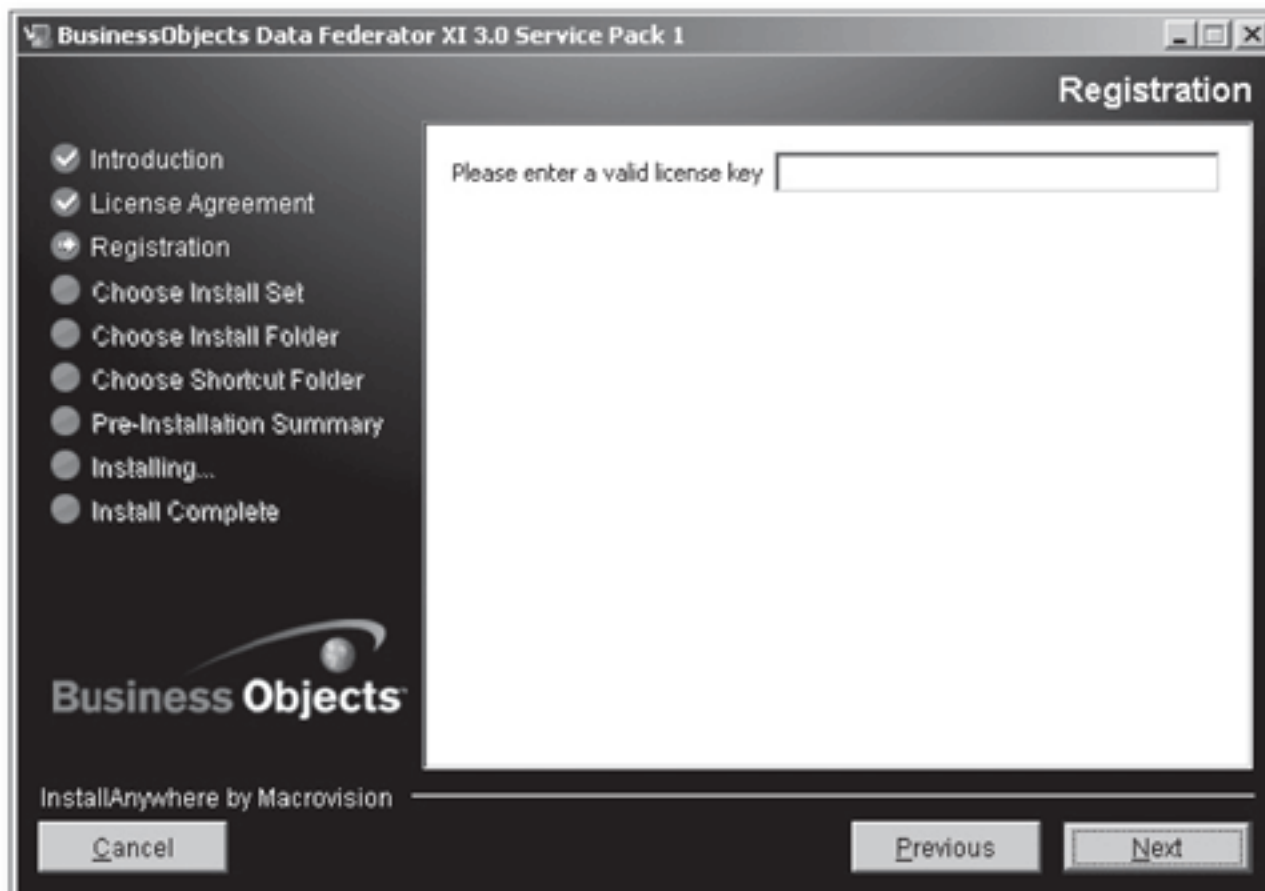 BusinessObjects Data Federator XI 3.0 Service Pack 1
Registration
Introduction
License Agreement
Registration
Choose Install Set
Choose Install Folder
Choose Shortcut Folder
Pre-Installation Summary
Installing...
Install Complete
Please enter a valid license key
Business Objects™
InstallAnywhere by Macrovision
Cancel
Previous
Next